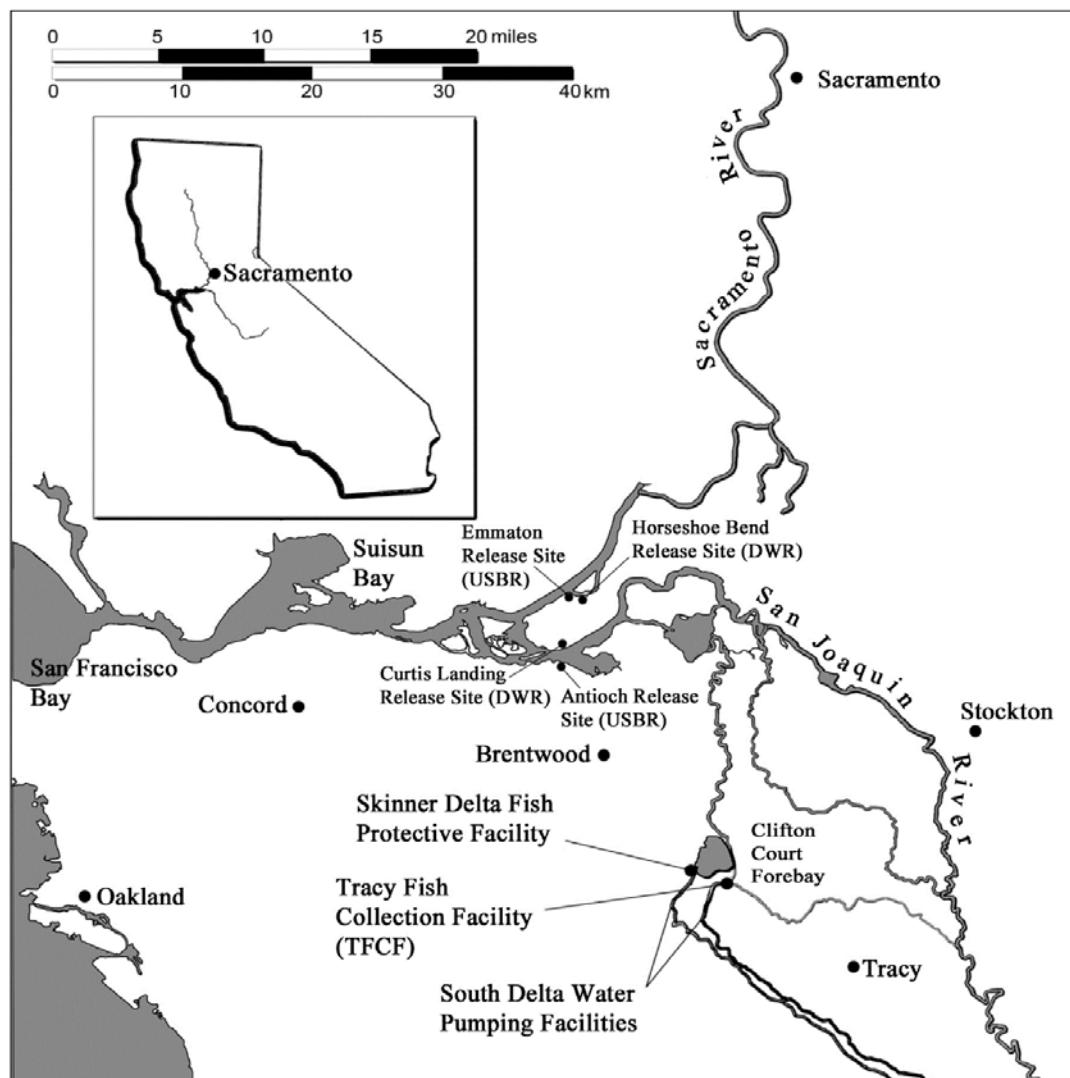 0 5 10 15 20 miles
0 10 20 30 40 km
Sacramento
Sacramento River
Sacramento
Emmaton
Release Site
(USBR)
Horseshoe Bend
Release Site (DWR)
Suisun
Bay
San Joaquin River
San Francisco
Bay
Curtis Landing
Release Site (DWR)
Antioch Release
Site (USBR)
Concord
Stockton
Brentwood
Skinner Delta Fish
Protective Facility
Clifton
Court
Forebay
Tracy Fish
Collection Facility
(TFCF)
Oakland
Tracy
South Delta Water
Pumping Facilities